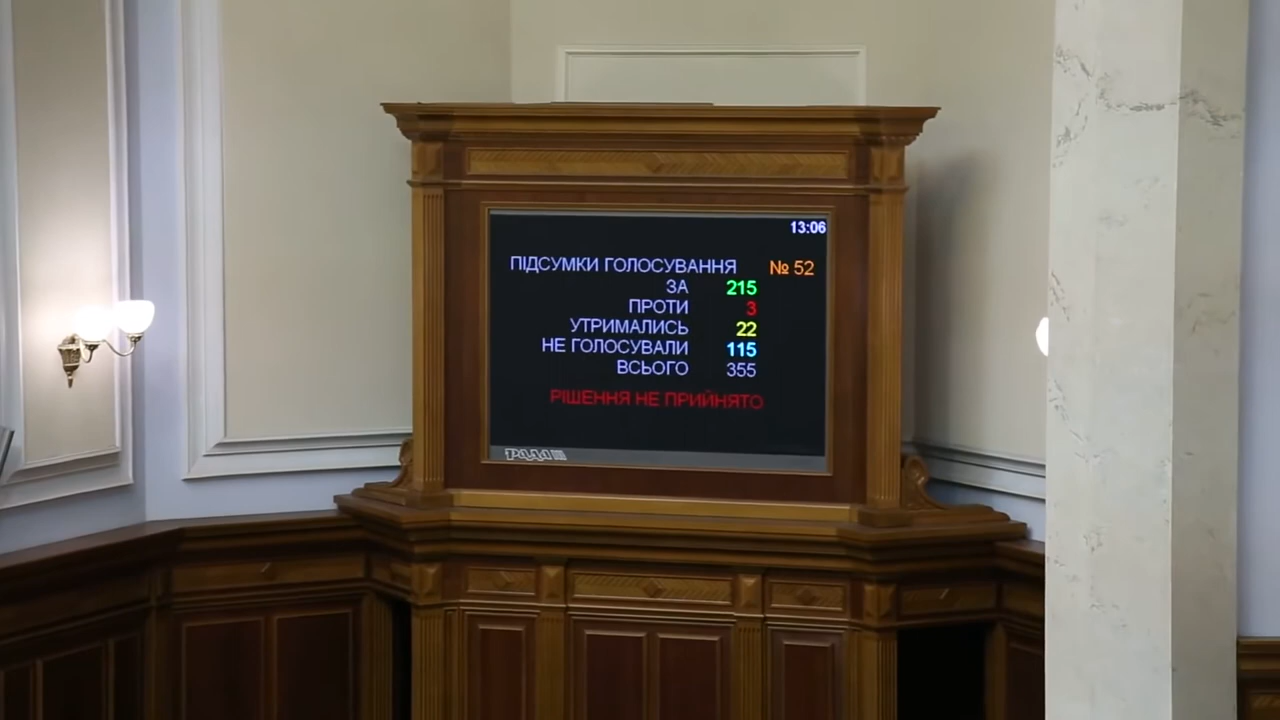 13:06
ПІДСУМКИ ГОЛОСУВАННЯ № 52
ЗА 215
ПРОТИ 3
УТРИМАЛИСЬ 22
НЕ ГОЛОСУВАЛИ 115
ВСЬОГО 355
РІШЕННЯ НЕ ПРИЙНЯТО
РАДА